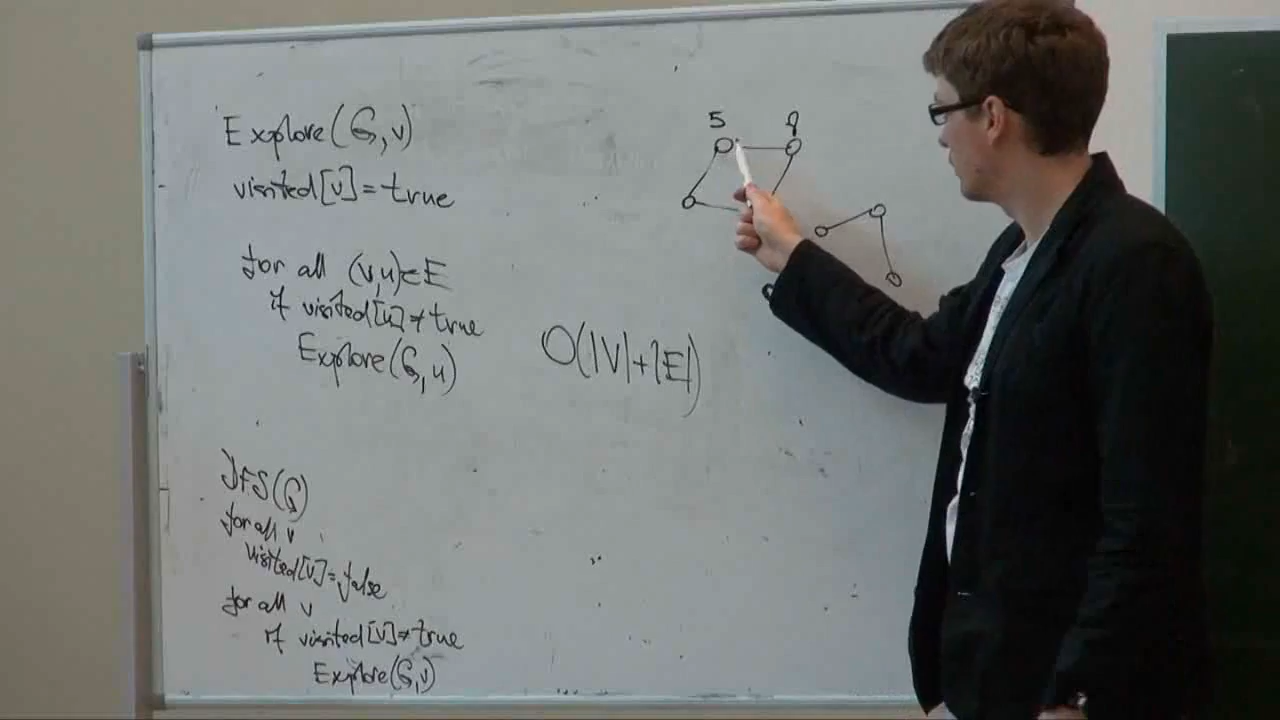 Explore(G,v)
visited[v]=true
for all (v,u)∈E
if visited[u]≠true
Explore(G,u)
O(|V|+|E|)
DFS(G)
for all v
visited[v]=false
for all v
if visited[v]≠true
Explore(G,v)
5